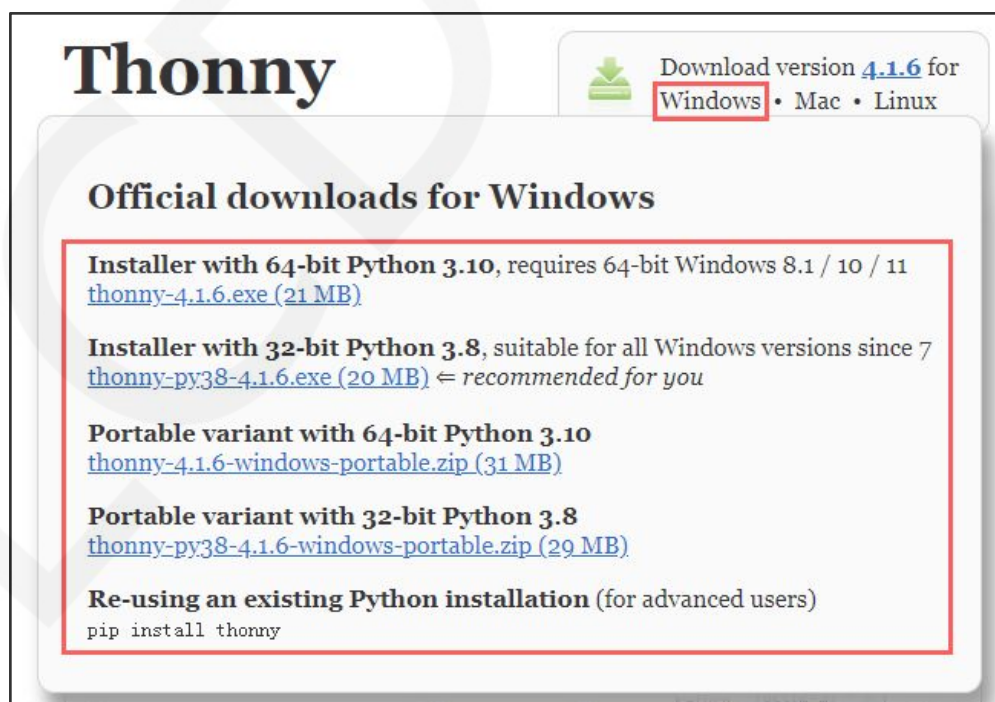 Thonny
Download version 4.1.6 for
Windows • Mac • Linux
Official downloads for Windows
Installer with 64-bit Python 3.10, requires 64-bit Windows 8.1 / 10 / 11
thonny-4.1.6.exe (21 MB)
Installer with 32-bit Python 3.8, suitable for all Windows versions since 7
thonny-py38-4.1.6.exe (20 MB) ⇐ recommended for you
Portable variant with 64-bit Python 3.10
thonny-4.1.6-windows-portable.zip (31 MB)
Portable variant with 32-bit Python 3.8
thonny-py38-4.1.6-windows-portable.zip (29 MB)
Re-using an existing Python installation (for advanced users)
pip install thonny